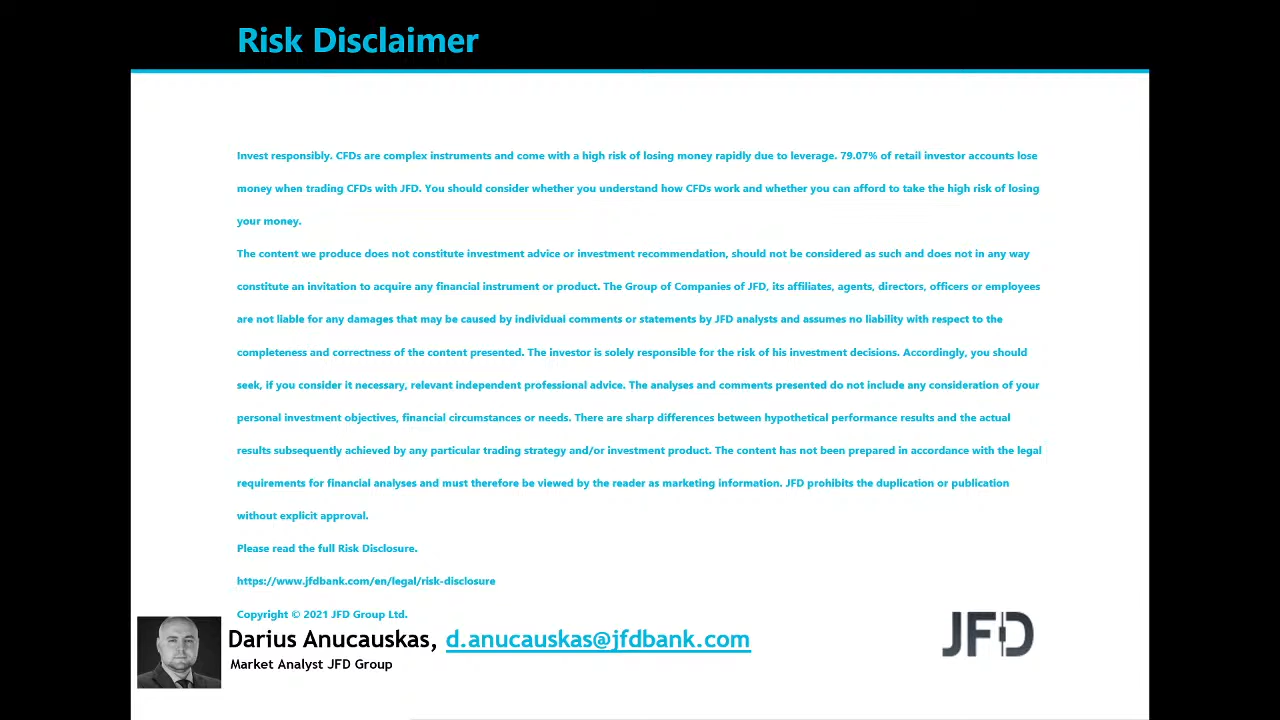 Risk Disclaimer
Invest responsibly. CFDs are complex instruments and come with a high risk of losing money rapidly due to leverage. 79.07% of retail investor accounts lose
money when trading CFDs with JFD. You should consider whether you understand how CFDs work and whether you can afford to take the high risk of losing
your money.
The content we produce does not constitute investment advice or investment recommendation, should not be considered as such and does not in any way
constitute an invitation to acquire any financial instrument or product. The Group of Companies of JFD, its affiliates, agents, directors, officers or employees
are not liable for any damages that may be caused by individual comments or statements by JFD analysts and assumes no liability with respect to the
completeness and correctness of the content presented. The investor is solely responsible for the risk of his investment decisions. Accordingly, you should
seek, if you consider it necessary, relevant independent professional advice. The analyses and comments presented do not include any consideration of your
personal investment objectives, financial circumstances or needs. There are sharp differences between hypothetical performance results and the actual
results subsequently achieved by any particular trading strategy and/or investment product. The content has not been prepared in accordance with the legal
requirements for financial analyses and must therefore be viewed by the reader as marketing information. JFD prohibits the duplication or publication
without explicit approval.
Please read the full Risk Disclosure.
https://www.jfdbank.com/en/legal/risk-disclosure
Copyright © 2021 JFD Group Ltd.
Darius Anucauskas, d.anucauskas@jfdbank.com
Market Analyst JFD Group
JFD